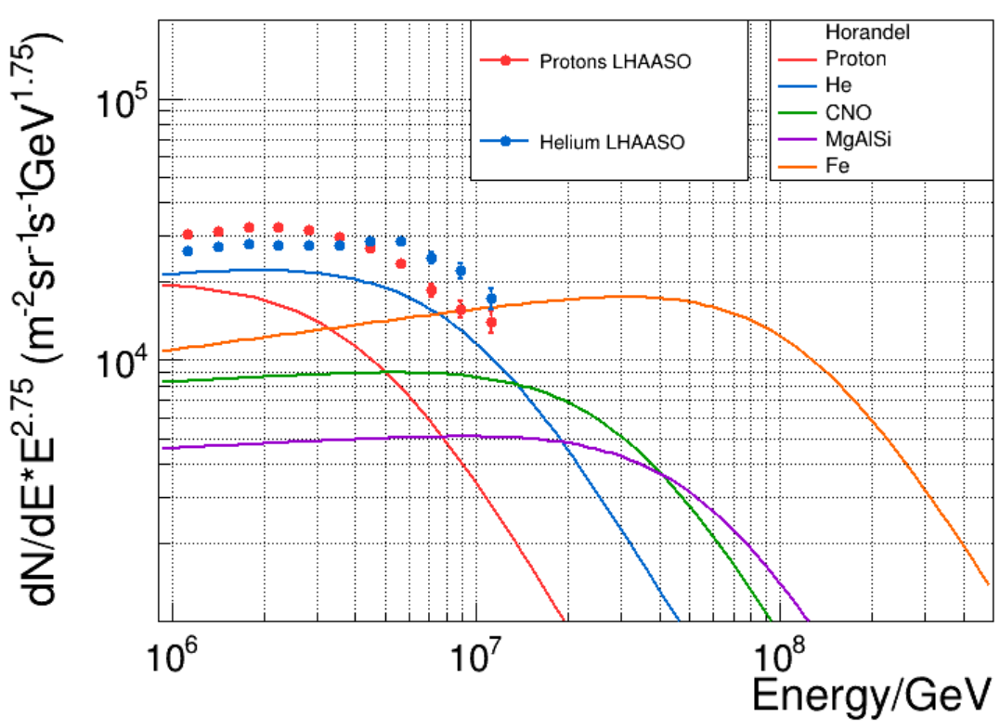 dN/dE*E^2.75 (m^-2sr^-1s^-1GeV^1.75)
10^5
10^4
Protons LHAASO
Helium LHAASO
Horandel
Proton
He
CNO
MgAlSi
Fe
10^6
10^7
10^8
Energy/GeV